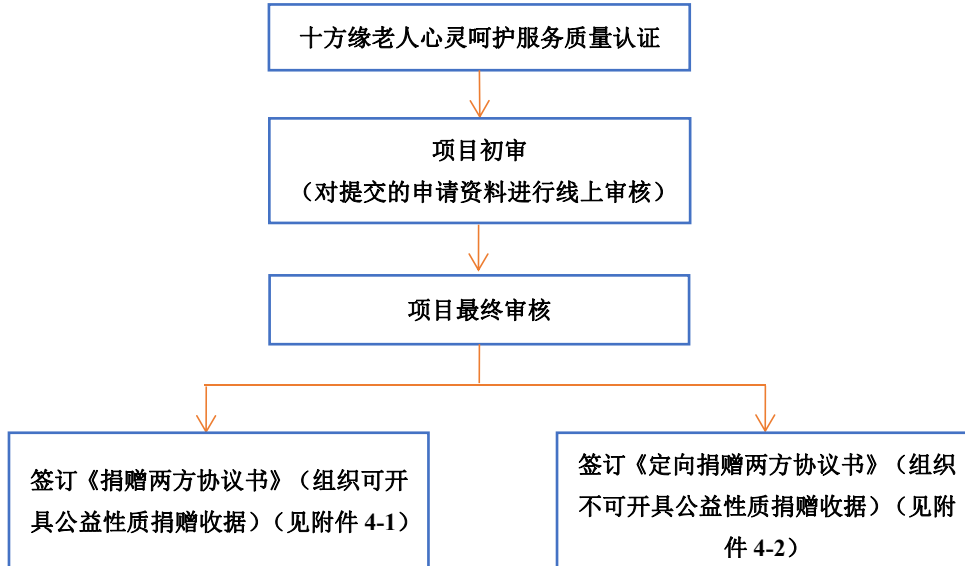 十方缘老人心灵呵护服务质量认证
项目初审
（对提交的申请资料进行线上审核）
项目最终审核
签订《捐赠两方协议书》（组织可开
具公益性质捐赠收据）（见附件 4-1）
签订《定向捐赠两方协议书》（组织
不可开具公益性质捐赠收据）（见附
件 4-2）